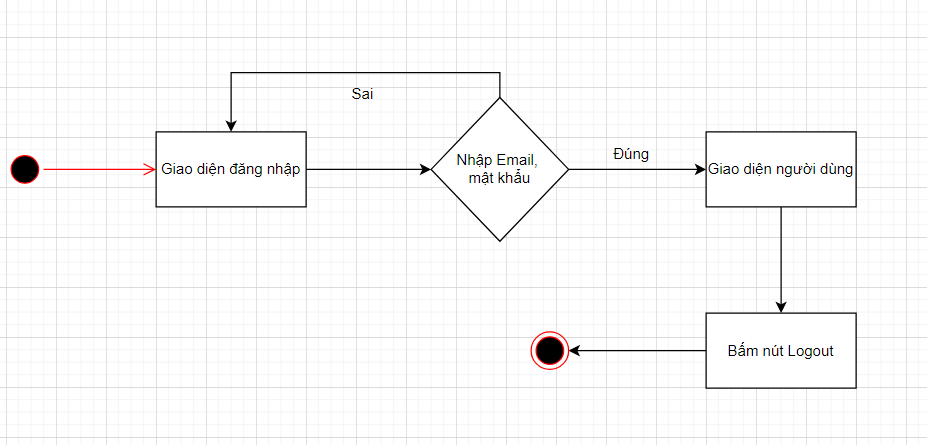 Sai
Giao diện đăng nhập
Nhập Email,
mật khẩu
Đúng
Giao diện người dùng
Bấm nút Logout